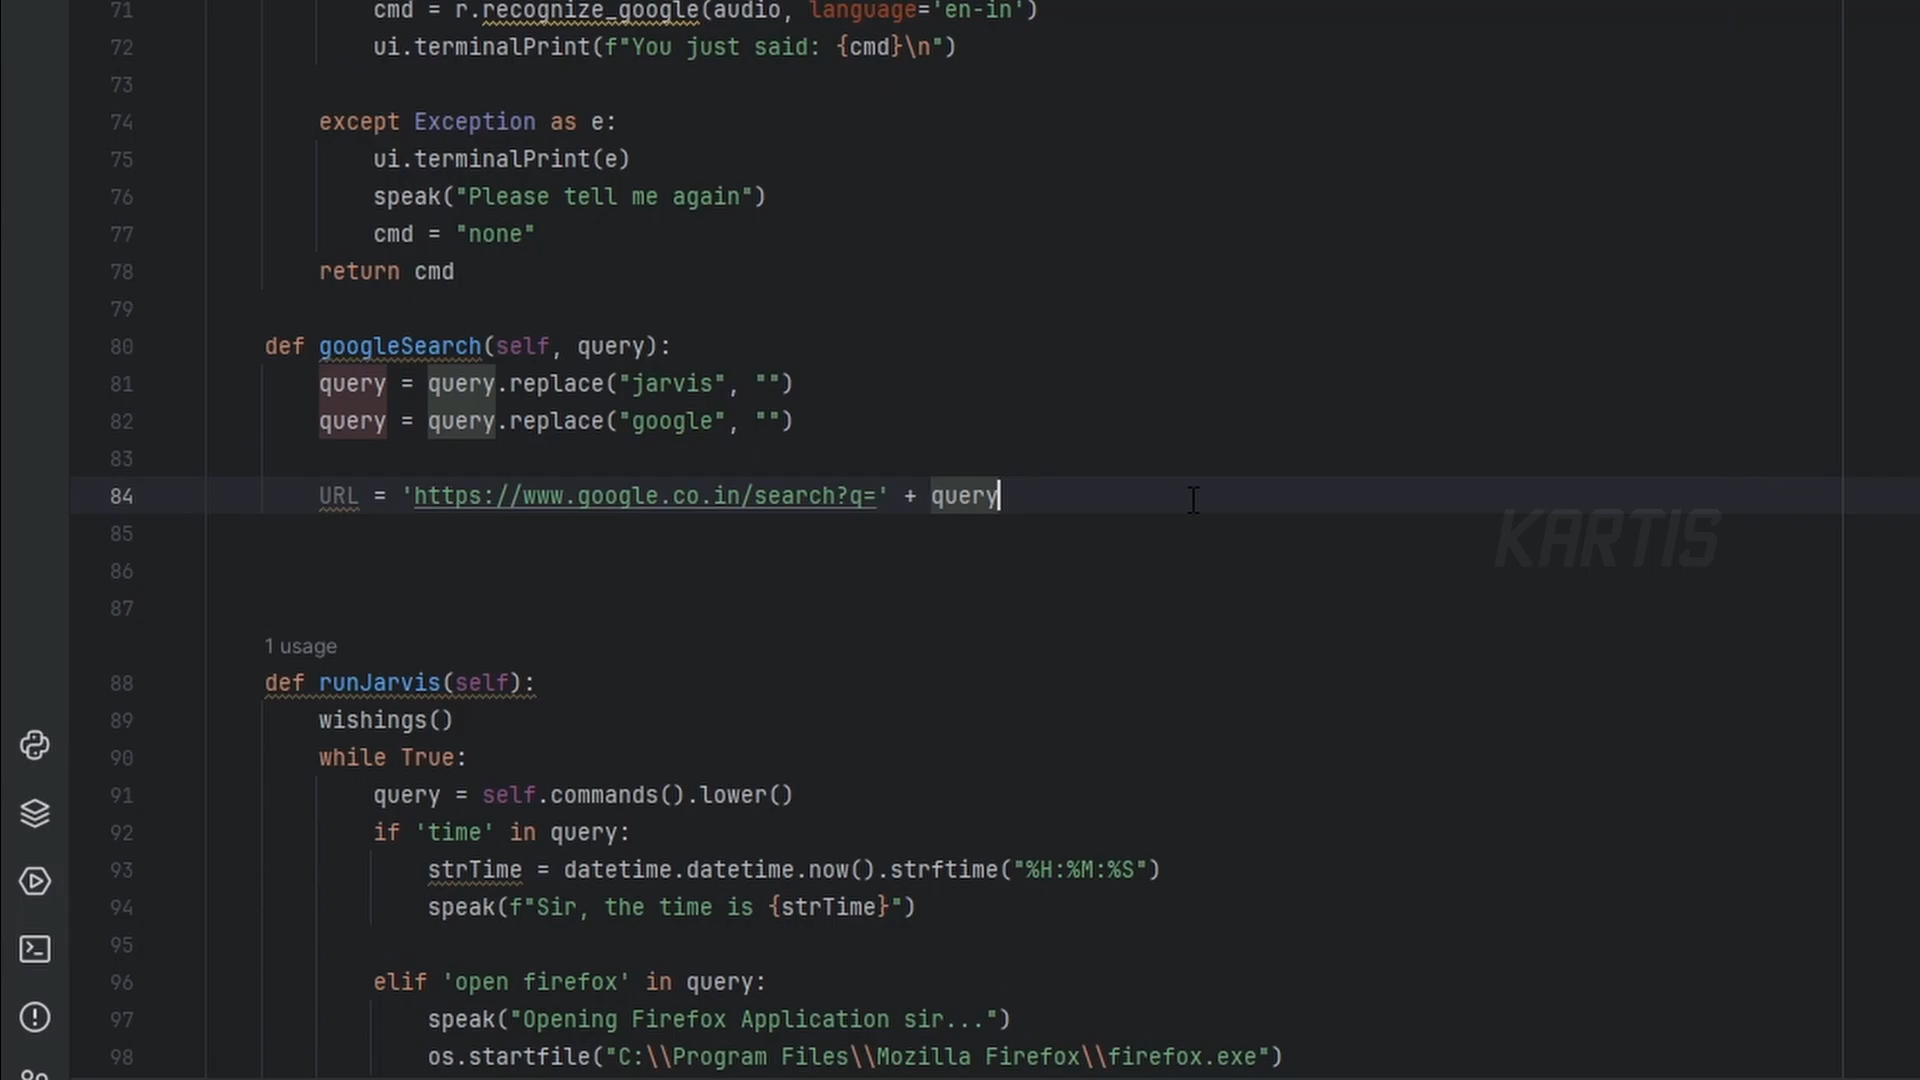 71 cmd = r.recognize_google(audio, language='en-in')
72 ui.terminalPrint(f"You just said: {cmd}\n")
73
74 except Exception as e:
75 ui.terminalPrint(e)
76 speak("Please tell me again")
77 cmd = "none"
78 return cmd
79
80 def googleSearch(self, query):
81 query = query.replace("jarvis", "")
82 query = query.replace("google", "")
83
84 URL = 'https://www.google.co.in/search?q=' + query
85
KARTIS
86
87
1 usage
88 def runJarvis(self):
89 wishings()
90 while True:
91 query = self.commands().lower()
92 if 'time' in query:
93 strTime = datetime.datetime.now().strftime("%H:%M:%S")
94 speak(f"Sir, the time is {strTime}")
95
96 elif 'open firefox' in query:
97 speak("Opening Firefox Application sir...")
98 os.startfile("C:\\Program Files\\Mozilla Firefox\\firefox.exe")